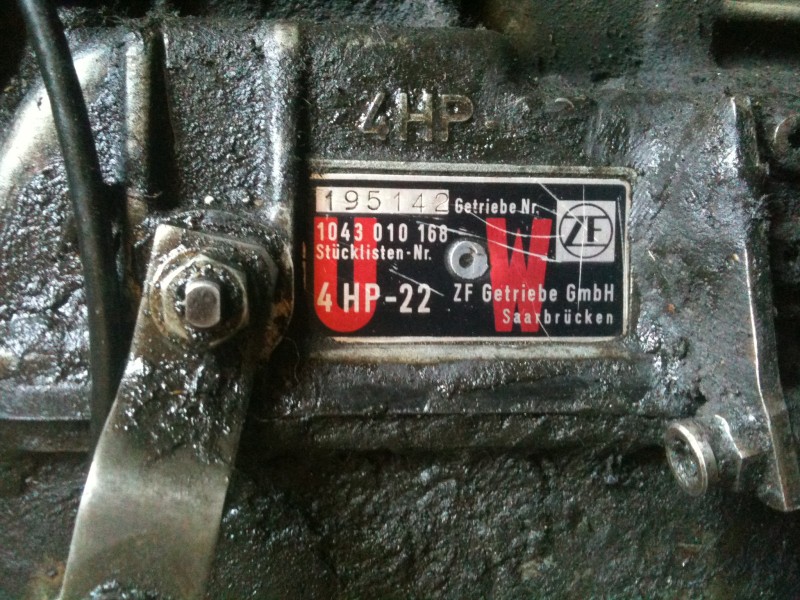 4HP-
195142 Getriebe Nr.
ZF
1043 010 168
Stücklisten-Nr.
U W
4 HP-22 ZF Getriebe GmbH
Saarbrücken